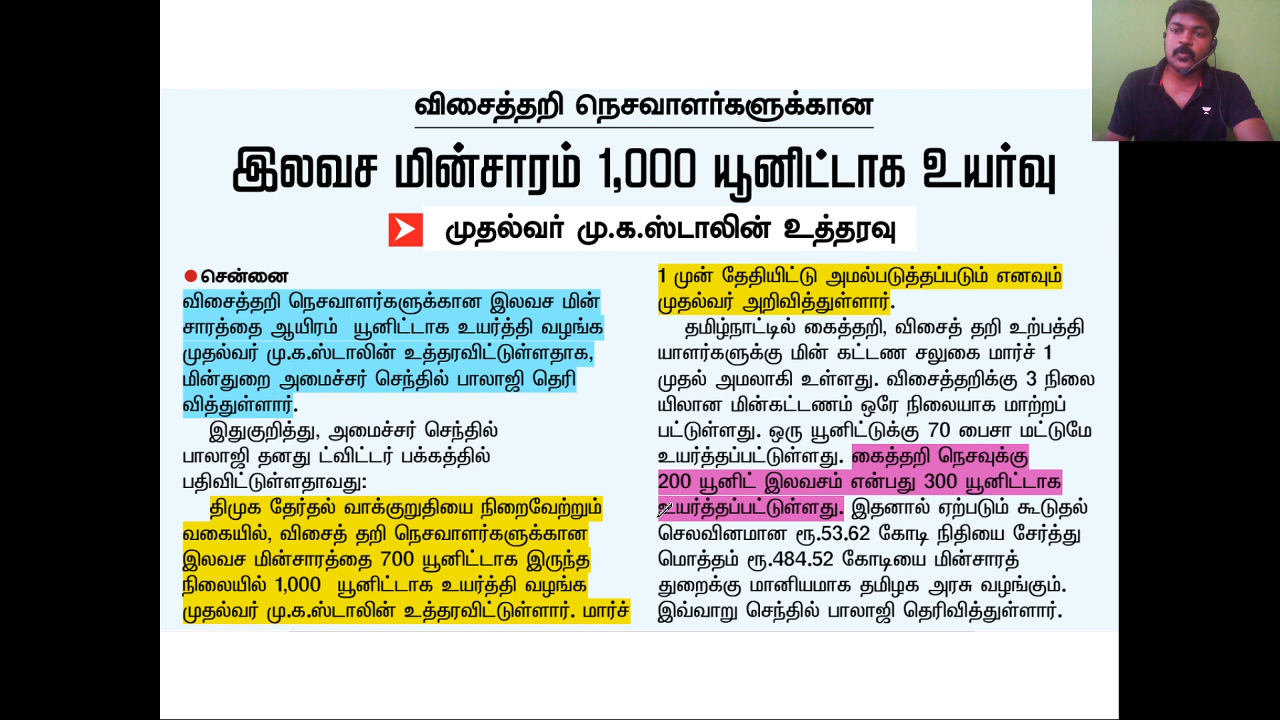 விசைத்தறி நெசவாளர்களுக்கான
இலவச மின்சாரம் 1,000 யூனிட்டாக உயர்வு
முதல்வர் மு.க.ஸ்டாலின் உத்தரவு
சென்னை
விசைத்தறி நெசவாளர்களுக்கான இலவச மின்
சாரத்தை ஆயிரம் யூனிட்டாக உயர்த்தி வழங்க
முதல்வர் மு.க.ஸ்டாலின் உத்தரவிட்டுள்ளதாக,
மின்துறை அமைச்சர் செந்தில் பாலாஜி தெரி
வித்துள்ளார்.
இதுகுறித்து, அமைச்சர் செந்தில்
பாலாஜி தனது ட்விட்டர் பக்கத்தில்
பதிவிட்டுள்ளதாவது:
திமுக தேர்தல் வாக்குறுதியை நிறைவேற்றும்
வகையில், விசைத் தறி நெசவாளர்களுக்கான
இலவச மின்சாரத்தை 700 யூனிட்டாக இருந்த
நிலையில் 1,000 யூனிட்டாக உயர்த்தி வழங்க
முதல்வர் மு.க.ஸ்டாலின் உத்தரவிட்டுள்ளார். மார்ச்
1 முன் தேதியிட்டு அமல்படுத்தப்படும் எனவும்
முதல்வர் அறிவித்துள்ளார்.
தமிழ்நாட்டில் கைத்தறி, விசைத் தறி உற்பத்தி
யாளர்களுக்கு மின் கட்டண சலுகை மார்ச் 1
முதல் அமலாகி உள்ளது. விசைத்தறிக்கு 3 நிலை
யிலான மின்கட்டணம் ஒரே நிலையாக மாற்றப்
பட்டுள்ளது. ஒரு யூனிட்டுக்கு 70 பைசா மட்டுமே
உயர்த்தப்பட்டுள்ளது. கைத்தறி நெசவுக்கு
200 யூனிட் இலவசம் என்பது 300 யூனிட்டாக
உயர்த்தப்பட்டுள்ளது. இதனால் ஏற்படும் கூடுதல்
செலவினமான ரூ.53.62 கோடி நிதியை சேர்த்து
மொத்தம் ரூ.484.52 கோடியை மின்சாரத்
துறைக்கு மானியமாக தமிழக அரசு வழங்கும்.
இவ்வாறு செந்தில் பாலாஜி தெரிவித்துள்ளார்.